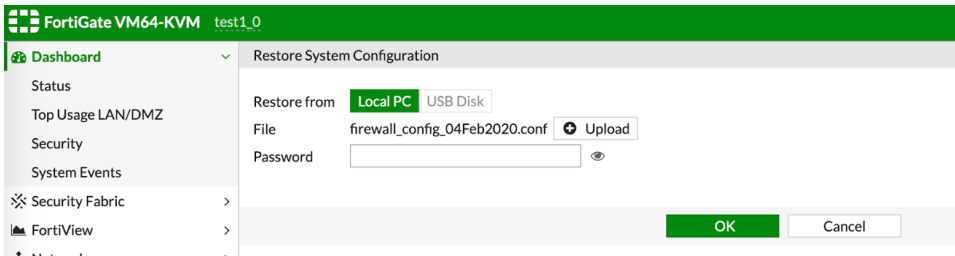 FortiGate VM64-KVM test1_0
Dashboard
Status
Top Usage LAN/DMZ
Security
System Events
Security Fabric
FortiView
Restore System Configuration
Restore from Local PC USB Disk
File firewall_config_04Feb2020.conf Upload
Password
OK Cancel